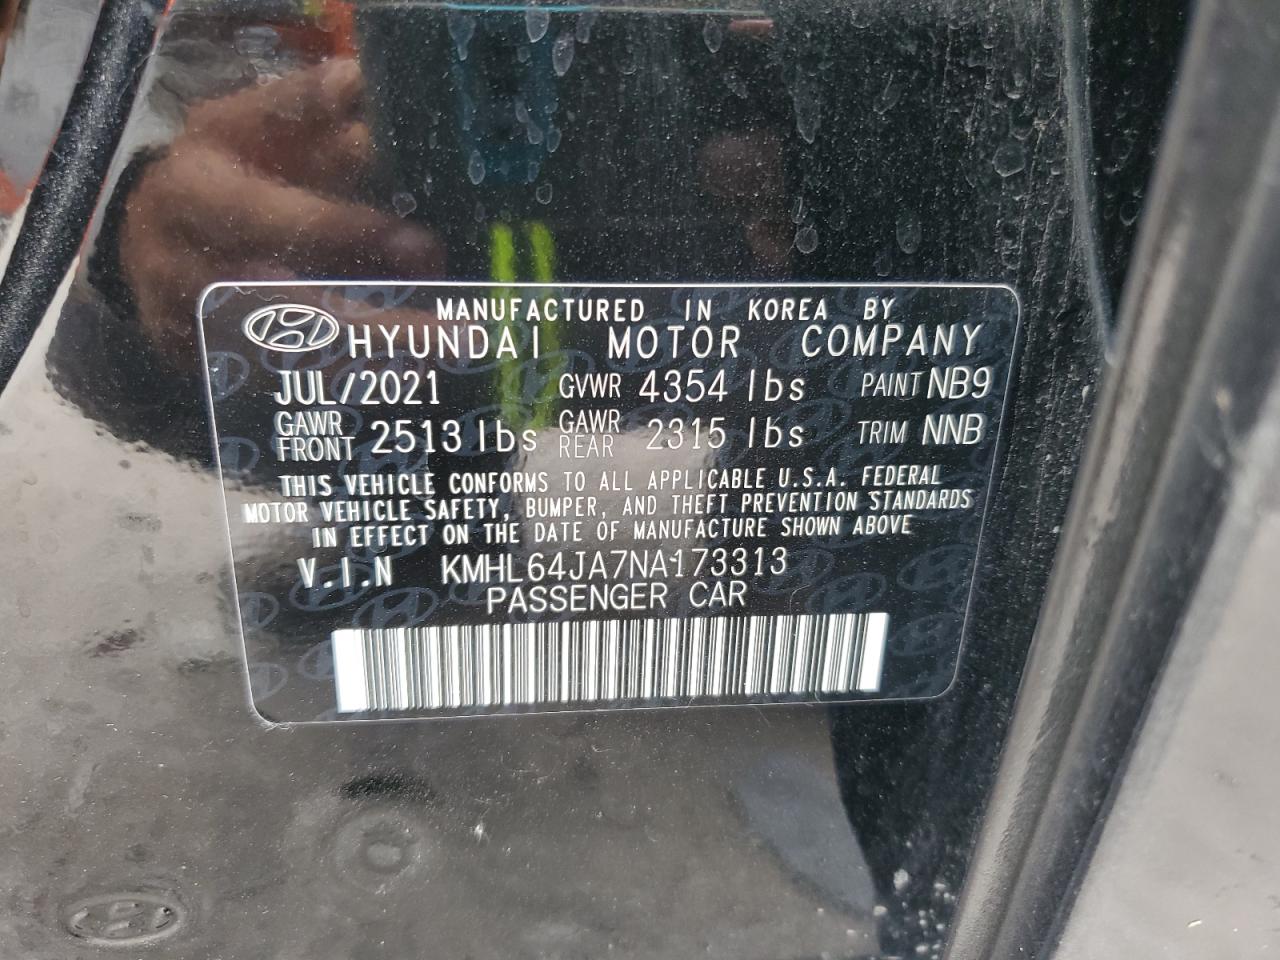 MANUFACTURED IN KOREA BY
HYUNDAI MOTOR COMPANY
JUL/2021 GVWR 4354 lbs PAINT NB9
GAWR FRONT 2513 lbs GAWR REAR 2315 lbs TRIM NNB
THIS VEHICLE CONFORMS TO ALL APPLICABLE U.S.A. FEDERAL
MOTOR VEHICLE SAFETY, BUMPER, AND THEFT PREVENTION STANDARDS
IN EFFECT ON THE DATE OF MANUFACTURE SHOWN ABOVE
V.I.N KMHL64JA7NA173313
PASSENGER CAR